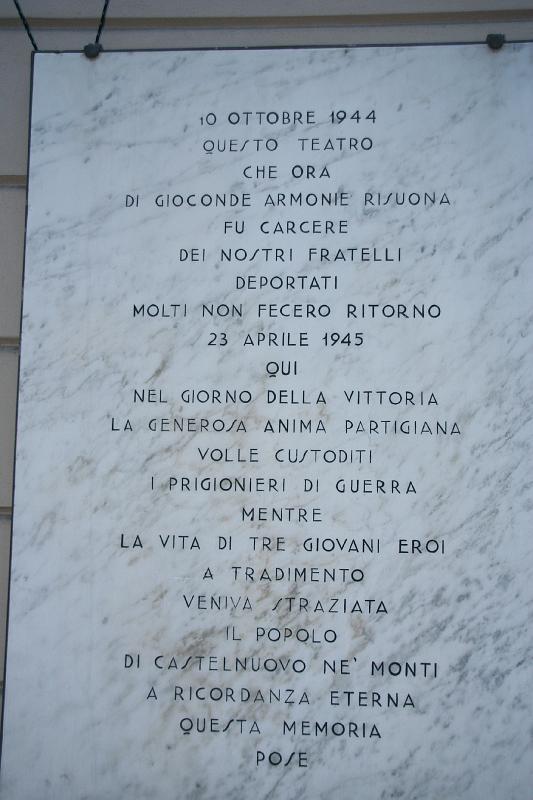 10 OTTOBRE 1944
QUESTO TEATRO
CHE ORA
DI GIOCONDE ARMONIE RISUONA
FU CARCERE
DEI NOSTRI FRATELLI
DEPORTATI
MOLTI NON FECERO RITORNO
23 APRILE 1945
QUI
NEL GIORNO DELLA VITTORIA
LA GENEROSA ANIMA PARTIGIANA
VOLLE CUSTODITI
I PRIGIONIERI DI GUERRA
MENTRE
LA VITA DI TRE GIOVANI EROI
A TRADIMENTO
VENIVA STRAZIATA
IL POPOLO
DI CASTELNUOVO NE' MONTI
A RICORDANZA ETERNA
QUESTA MEMORIA
POSE